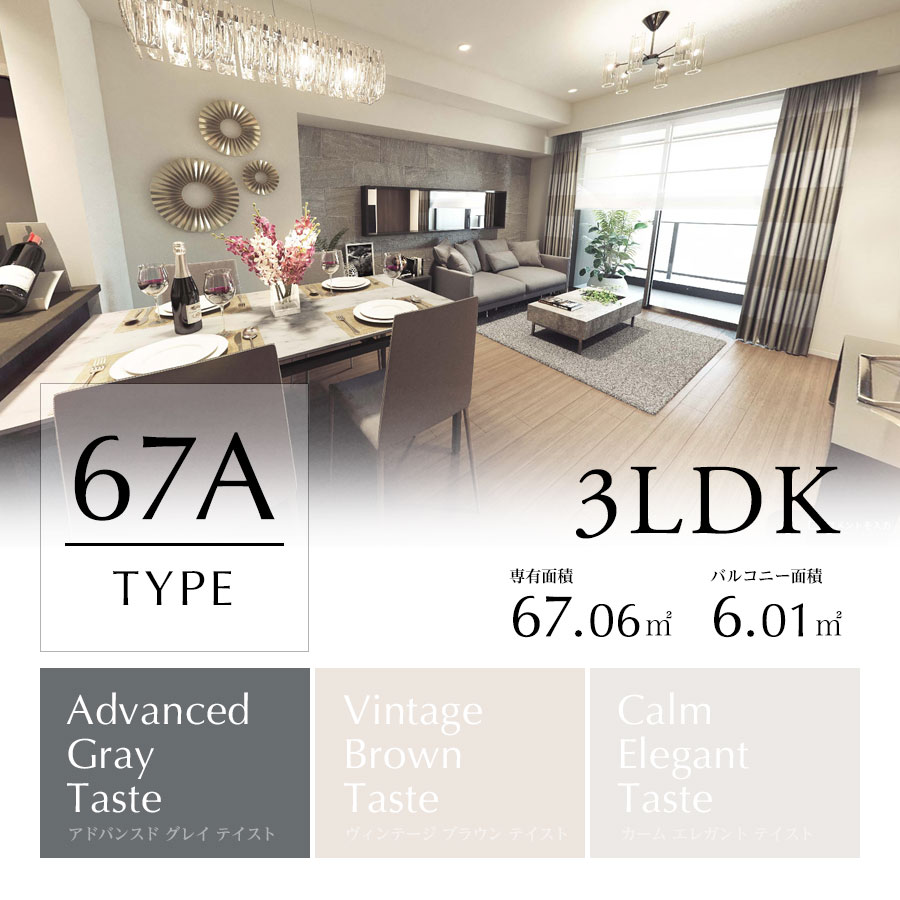 67A
TYPE
3LDK
専有面積
67.06㎡
バルコニー面積
6.01㎡
Advanced
Gray
Taste
アドバンスド グレイ テイスト
Vintage
Brown
Taste
ヴィンテージ ブラウン テイスト
Calm
Elegant
Taste
カーム エレガント テイスト